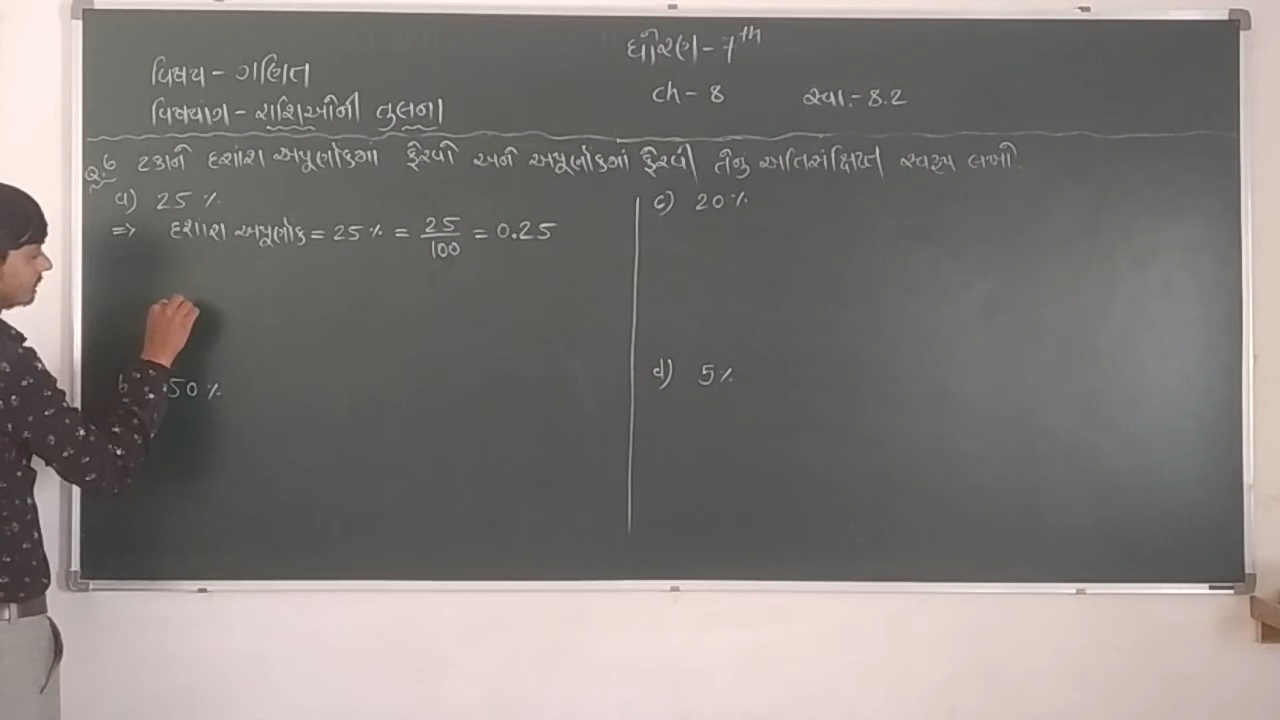 ધોરણ - 7th
વિષય - ગણિત
ch - 8 સ્વા. - 8.2
વિષયાંગ - રાશિઓની તુલના
Q.6 ટકાને દશાંશ અપૂર્ણાંકમાં ફેરવો અને અપૂર્ણાંકમાં ફેરવી તેનું અતિસંક્ષિપ્ત સ્વરૂપ લખો.
a) 25 %
⇒ દશાંશ અપૂર્ણાંક = 25 % = 25/100 = 0.25
b 50 %
c) 20 %
d) 5 %